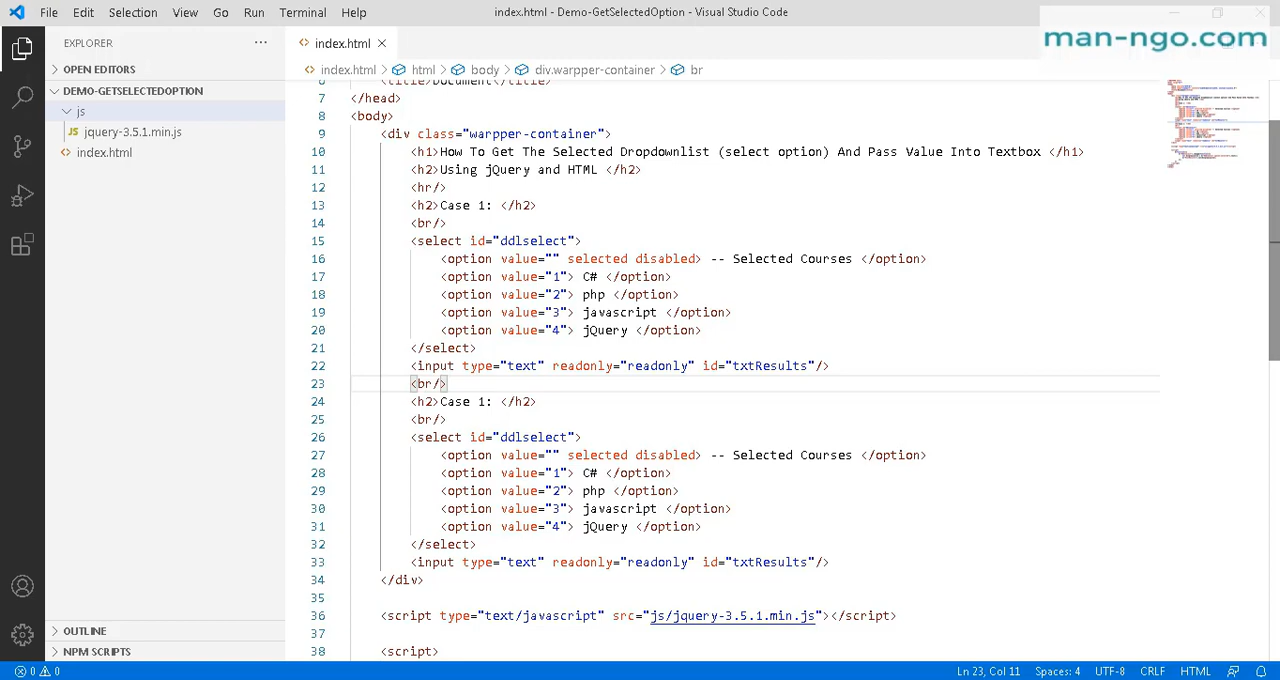 File Edit Selection View Go Run Terminal Help
index.html - Demo-GetSelectedOption - Visual Studio Code
man-ngo.com
EXPLORER
index.html
OPEN EDITORS
DEMO-GETSELECTEDOPTION
js
JS jquery-3.5.1.min.js
index.html
OUTLINE
NPM SCRIPTS
index.html > html > body > div.warpper-container > br
6 <title>Document</title>
7 </head>
8 <body>
9 <div class="warpper-container">
10 <h1>How To Get a Selected Dropdownlist (select option) And Pass Value Into Textbox </h1>
11 <h2>Using jQuery and HTML </h2>
12 <hr/>
13 <h2>Case 1: </h2>
14 <br/>
15 <select id="ddlselect">
16 <option value="" selected disabled> -- Selected Courses </option>
17 <option value="1"> C# </option>
18 <option value="2"> php </option>
19 <option value="3"> javascript </option>
20 <option value="4"> jQuery </option>
21 </select>
22 <input type="text" readonly="readonly" id="txtResults"/>
23 <br/>
24 <h2>Case 1: </h2>
25 <br/>
26 <select id="ddlselect">
27 <option value="" selected disabled> -- Selected Courses </option>
28 <option value="1"> C# </option>
29 <option value="2"> php </option>
30 <option value="3"> javascript </option>
31 <option value="4"> jQuery </option>
32 </select>
33 <input type="text" readonly="readonly" id="txtResults"/>
34 </div>
35
36 <script type="text/javascript" src="js/jquery-3.5.1.min.js"></script>
37
38 <script>
0 0
Ln 23, Col 11 Spaces: 4 UTF-8 CRLF HTML